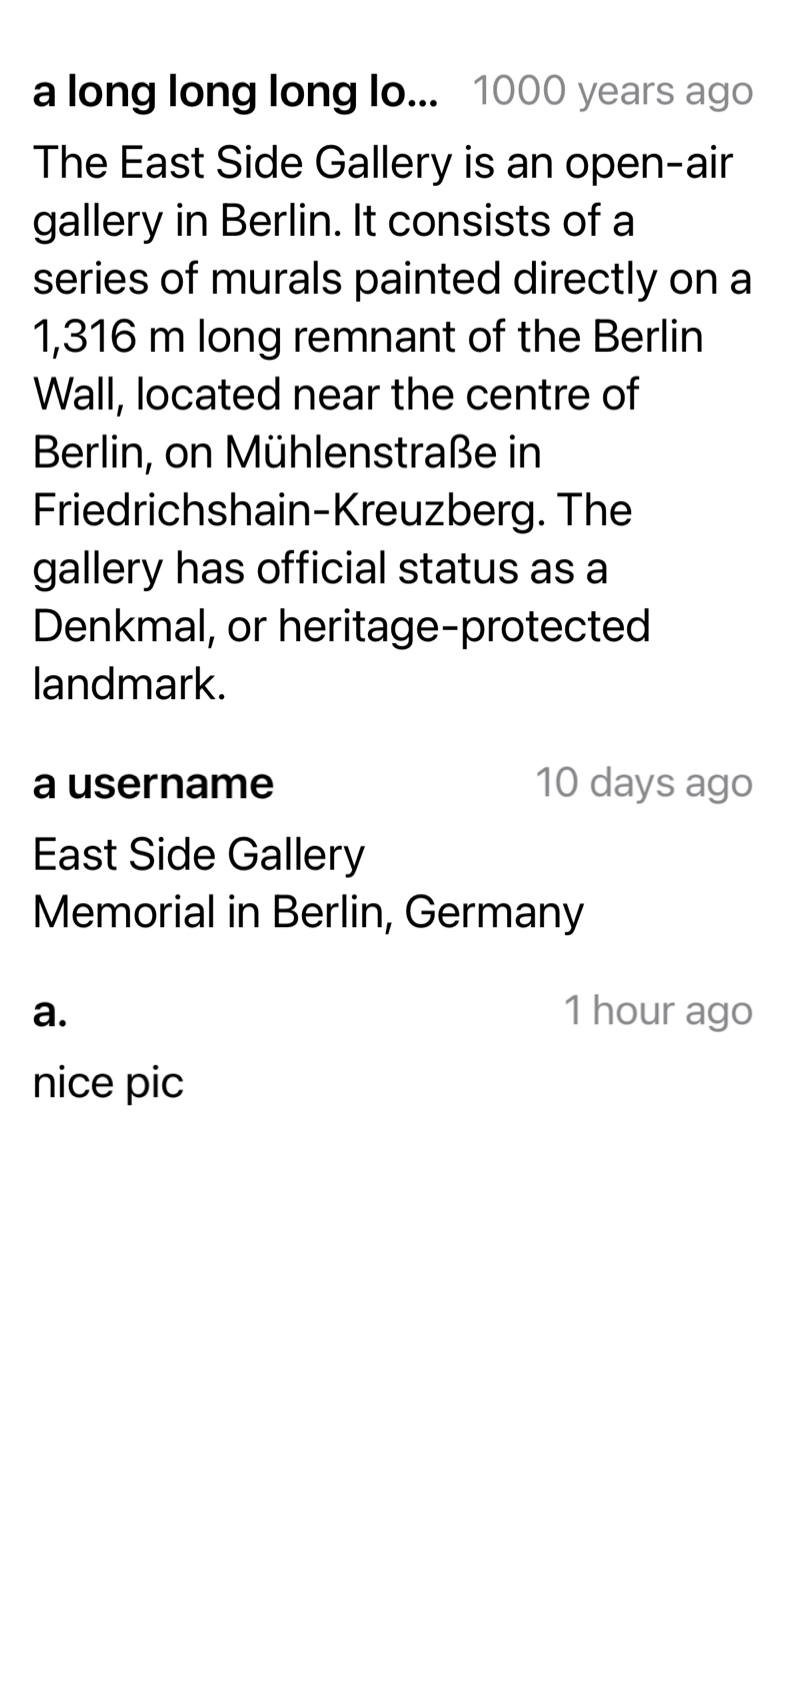 a long long long lo...
1000 years ago
The East Side Gallery is an open-air
gallery in Berlin. It consists of a
series of murals painted directly on a
1,316 m long remnant of the Berlin
Wall, located near the centre of
Berlin, on Mühlenstraße in
Friedrichshain-Kreuzberg. The
gallery has official status as a
Denkmal, or heritage-protected
landmark.
a username
10 days ago
East Side Gallery
Memorial in Berlin, Germany
a.
1 hour ago
nice pic